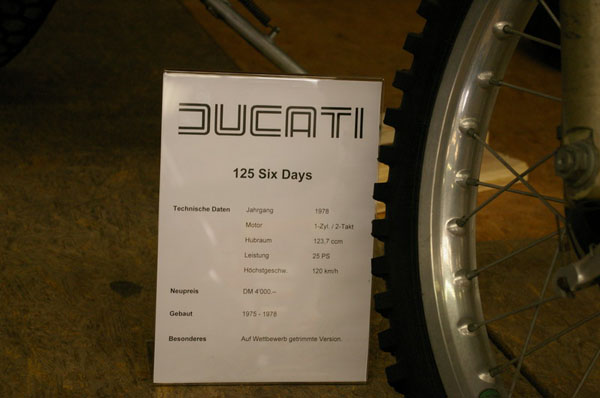 DUCATI
125 Six Days
Technische Daten Jahrgang 1978
Motor 1-Zyl. / 2-Takt
Hubraum 123,7 ccm
Leistung 25 PS
Höchstgeschw. 120 km/h
Neupreis DM 4'000.--
Gebaut 1975 - 1978
Besonderes Auf Wettbewerb getrimmte Version.